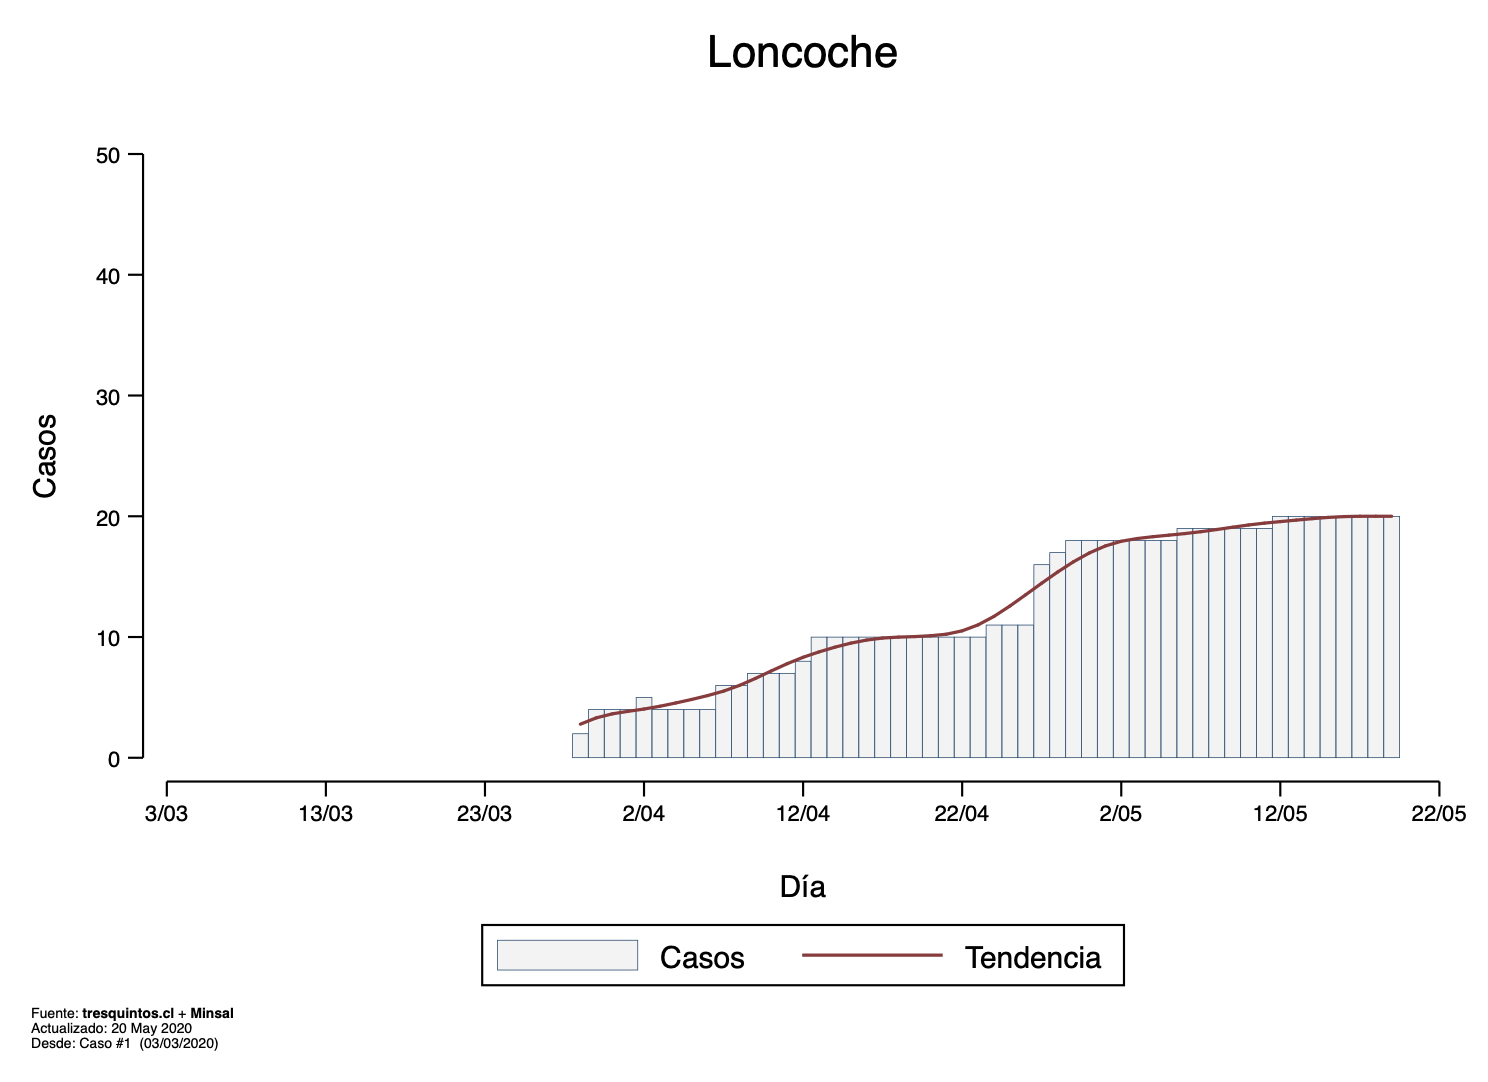 Loncoche
50
40
30
20
10
0
Casos
3/03 13/03 23/03 2/04 12/04 22/04 2/05 12/05 22/05
Día
Casos Tendencia
Fuente: tresquintos.cl + Minsal
Actualizado: 20 May 2020
Desde: Caso #1 (03/03/2020)